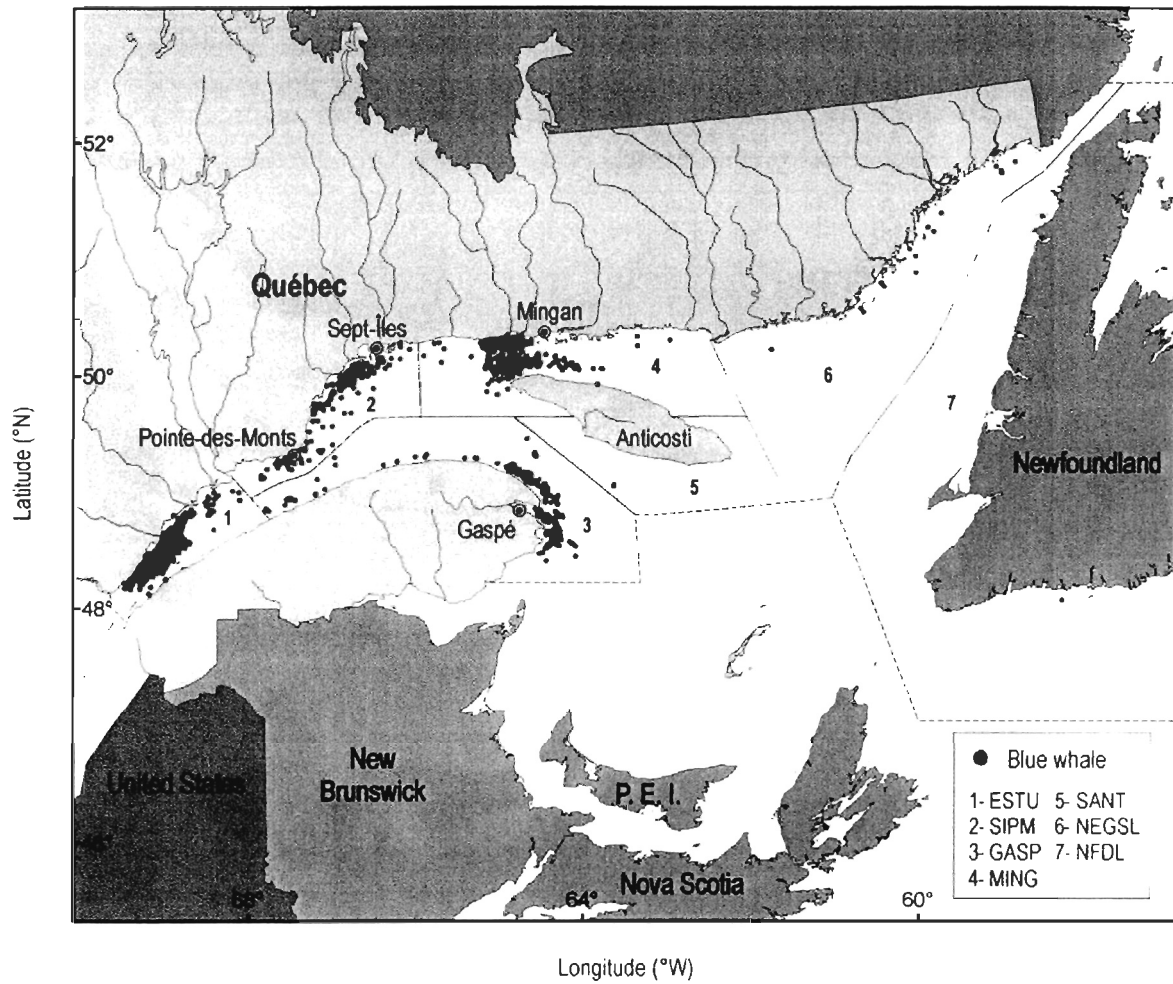 52°
Québec
Sept-Îles
Mingan
50°
2
4
6
7
Pointe-des-Monts
Anticosti
Newfoundland
1
5
Gaspé
3
48°
Latitude (°N)
United States
New
Brunswick
P. E. I.
Nova Scotia
68°
64°
60°
Blue whale
1- ESTU 5- SANT
2- SIPM 6- NEGSL
3- GASP 7- NFDL
4- MING
Longitude (°W)